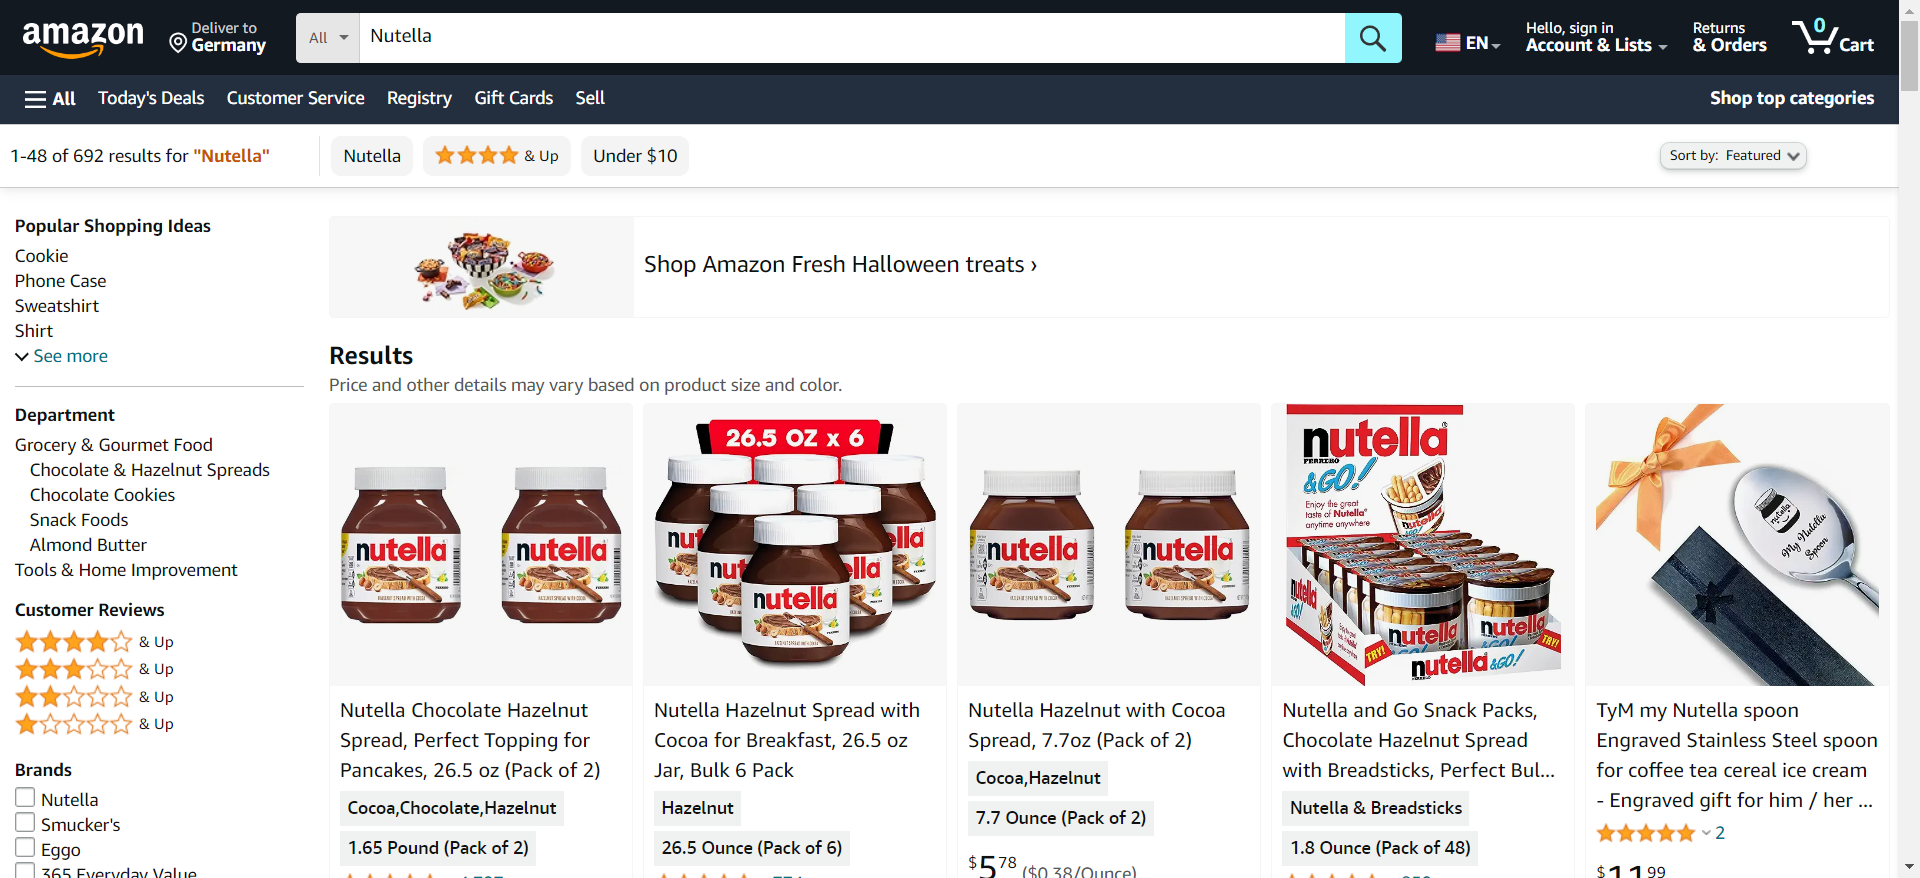 amazon
Deliver to
Germany
All
Nutella
EN
Hello, sign in
Account & Lists
Returns
& Orders
0
Cart
All
Today's Deals
Customer Service
Registry
Gift Cards
Sell
Shop top categories
1-48 of 692 results for "Nutella"
Nutella
& Up
Under $10
Sort by: Featured
Popular Shopping Ideas
Cookie
Phone Case
Sweatshirt
Shirt
See more
Department
Grocery & Gourmet Food
Chocolate & Hazelnut Spreads
Chocolate Cookies
Snack Foods
Almond Butter
Tools & Home Improvement
Customer Reviews
& Up
& Up
& Up
& Up
Brands
Nutella
Smucker's
Eggo
365 Everyday Value
Shop Amazon Fresh Halloween treats ›
Results
Price and other details may vary based on product size and color.
nutella
nutella
Nutella Chocolate Hazelnut
Spread, Perfect Topping for
Pancakes, 26.5 oz (Pack of 2)
Cocoa,Chocolate,Hazelnut
1.65 Pound (Pack of 2)
26.5 OZ x 6
nutella
Nutella Hazelnut Spread with
Cocoa for Breakfast, 26.5 oz
Jar, Bulk 6 Pack
Hazelnut
26.5 Ounce (Pack of 6)
nutella
nutella
Nutella Hazelnut with Cocoa
Spread, 7.7oz (Pack of 2)
Cocoa,Hazelnut
7.7 Ounce (Pack of 2)
$5.78 ($0.38/Ounce)
nutella
FERRERO
&GO!
Enjoy the great
taste of Nutella
anytime anywhere
nutella
nutella
TRY!
nutella &GO!
TRY!
Nutella and Go Snack Packs,
Chocolate Hazelnut Spread
with Breadsticks, Perfect Bul...
Nutella & Breadsticks
1.8 Ounce (Pack of 48)
nutella
My Nutella
Spoon
TyM my Nutella spoon
Engraved Stainless Steel spoon
for coffee tea cereal ice cream
- Engraved gift for him / her ...
2
$11.99